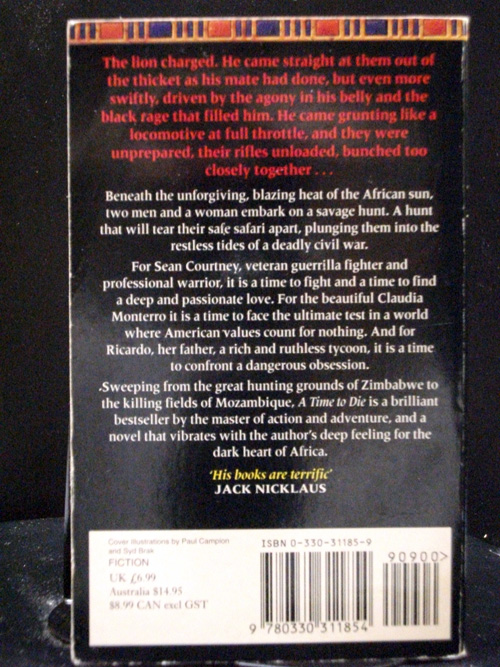 The lion charged. He came straight at them out of
the thicket as his mate had done, but even more
swiftly, driven by the agony in his belly and the
black rage that filled him. He came grunting like a
locomotive at full throttle, and they were
unprepared, their rifles unloaded, bunched too
closely together . . .
Beneath the unforgiving, blazing heat of the African sun,
two men and a woman embark on a savage hunt. A hunt
that will tear their safe safari apart, plunging them into the
restless tides of a deadly civil war.
For Sean Courtney, veteran guerrilla fighter and
professional warrior, it is a time to fight and a time to find
a deep and passionate love. For the beautiful Claudia
Monterro it is a time to face the ultimate test in a world
where American values count for nothing. And for
Ricardo, her father, a rich and ruthless tycoon, it is a time
to confront a dangerous obsession.
Sweeping from the great hunting grounds of Zimbabwe to
the killing fields of Mozambique, A Time to Die is a brilliant
bestseller by the master of action and adventure, and a
novel that vibrates with the author's deep feeling for the
dark heart of Africa.
'His books are terrific'
JACK NICKLAUS
Cover illustrations by Paul Campion
and Syd Brak
FICTION
UK £6.99
Australia $14.95
$8.99 CAN excl GST
ISBN 0-330-31185-9
90900>
9 780330 311854